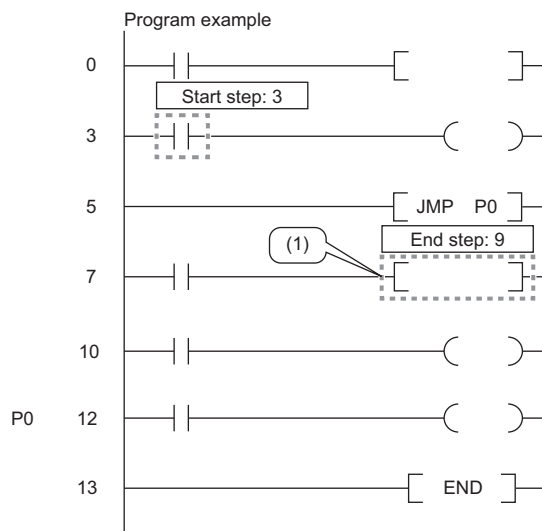 Program example
0
Start step: 3
3
5 JMP P0
End step: 9
(1)
7
10
P0 12
13 END